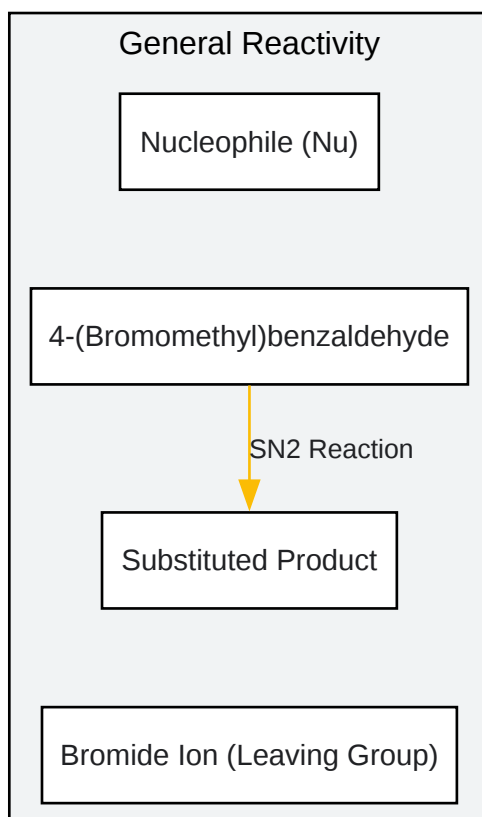 General Reactivity
Nucleophile (Nu)
4-(Bromomethyl)benzaldehyde
SN2 Reaction
Substituted Product
Bromide Ion (Leaving Group)